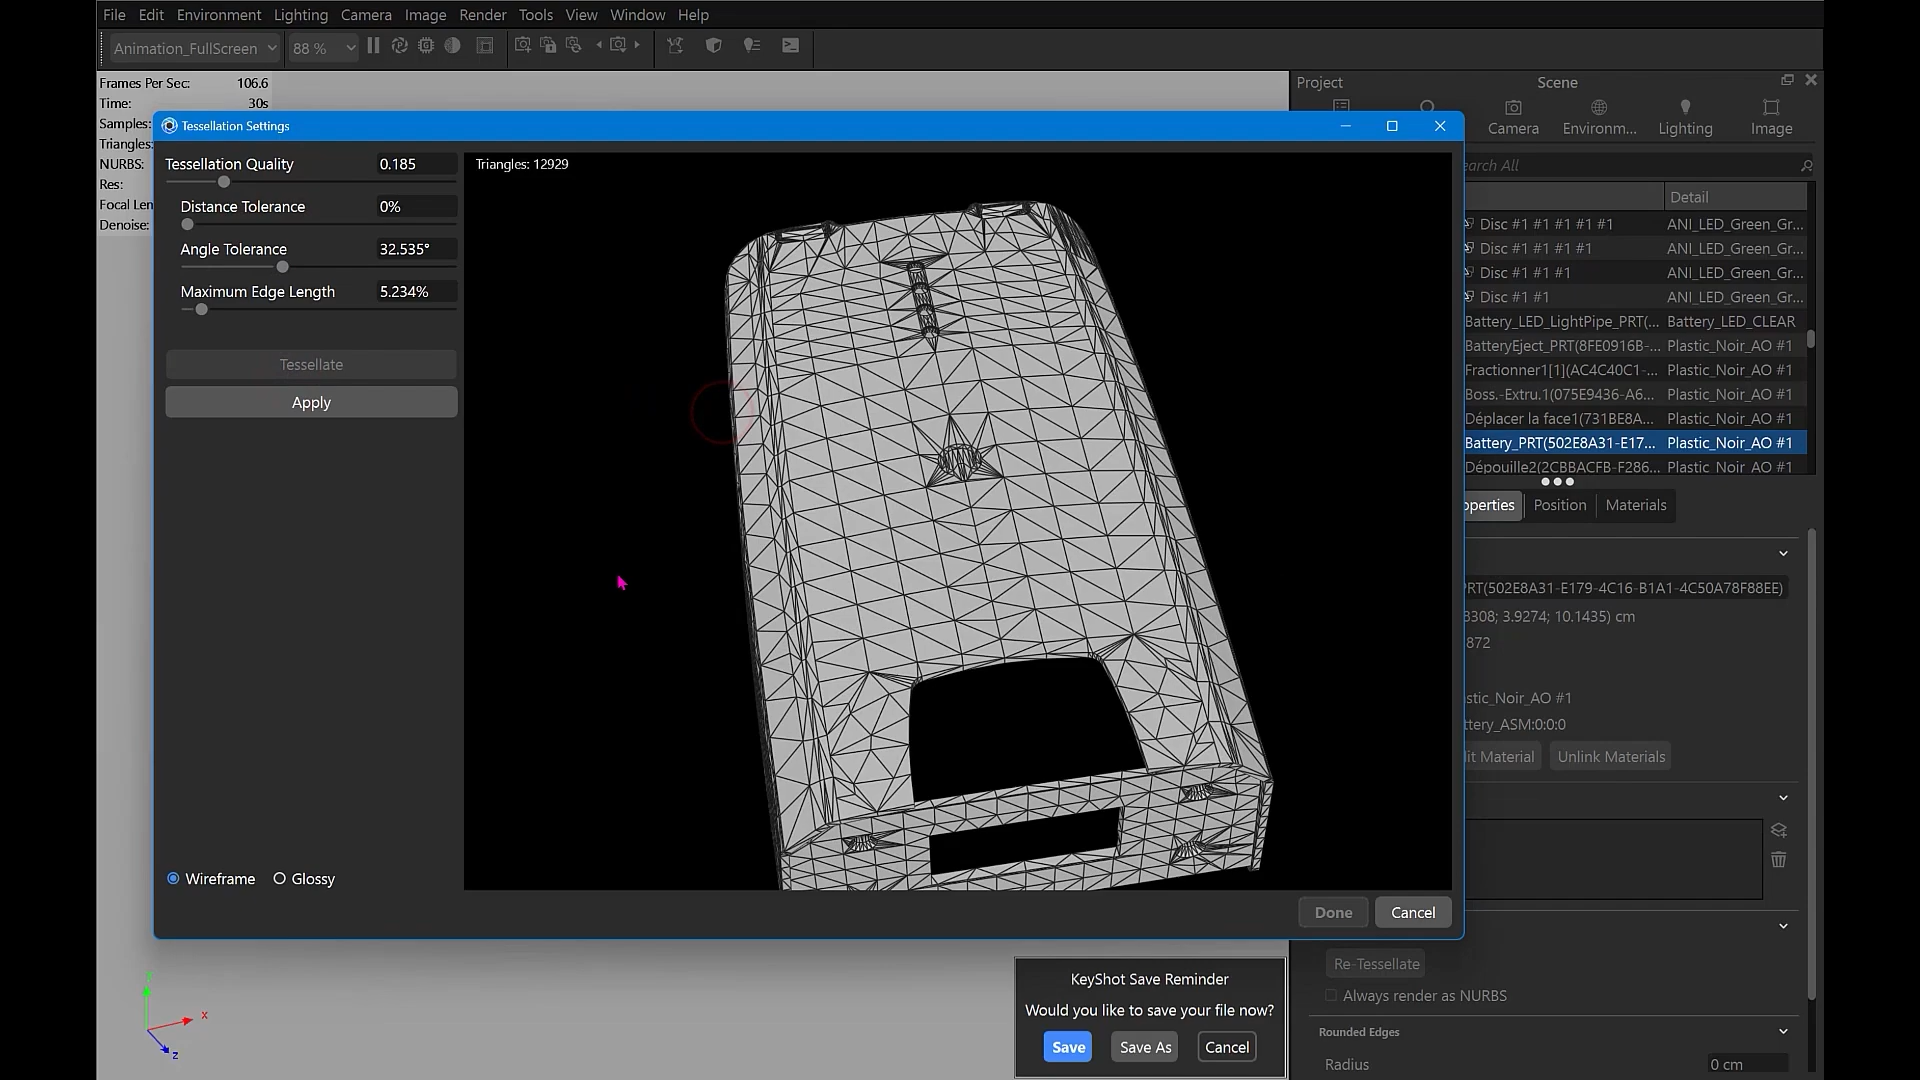 File Edit Environment Lighting Camera Image Render Tools View Window Help
Animation_FullScreen 88 %
Frames Per Sec: 106.6
Time: 30s
Samples:
Triangles:
NURBS:
Res:
Focal Len
Denoise:
Project
Scene
Camera Environm... Lighting Image
earch All
Detail
Disc #1 #1 #1 #1 #1 ANI_LED_Green_Gr...
Disc #1 #1 #1 #1 ANI_LED_Green_Gr...
Disc #1 #1 #1 ANI_LED_Green_Gr...
Disc #1 #1 ANI_LED_Green_Gr...
Battery_LED_LightPipe_PRT(... Battery_LED_CLEAR
BatteryEject_PRT(8FE0916B-... Plastic_Noir_AO #1
Fractionner1[1](AC4C40C1-... Plastic_Noir_AO #1
Boss.-Extru.1(075E9436-A6... Plastic_Noir_AO #1
Déplacer la face1(731BE8A... Plastic_Noir_AO #1
Battery_PRT(502E8A31-E17... Plastic_Noir_AO #1
Dépouille2(2CBBACFB-F286... Plastic_Noir_AO #1
operties Position Materials
RT(502E8A31-E179-4C16-B1A1-4C50A78F88EE)
8308; 3.9274; 10.1435) cm
872
stic_Noir_AO #1
ttery_ASM:0:0:0
lit Material Unlink Materials
Re-Tessellate
Always render as NURBS
Rounded Edges
Radius 0 cm
Tessellation Settings
Tessellation Quality 0.185
Distance Tolerance 0%
Angle Tolerance 32.535°
Maximum Edge Length 5.234%
Tessellate
Apply
Triangles: 12929
Wireframe Glossy
Done Cancel
x
z
KeyShot Save Reminder
Would you like to save your file now?
Save Save As Cancel